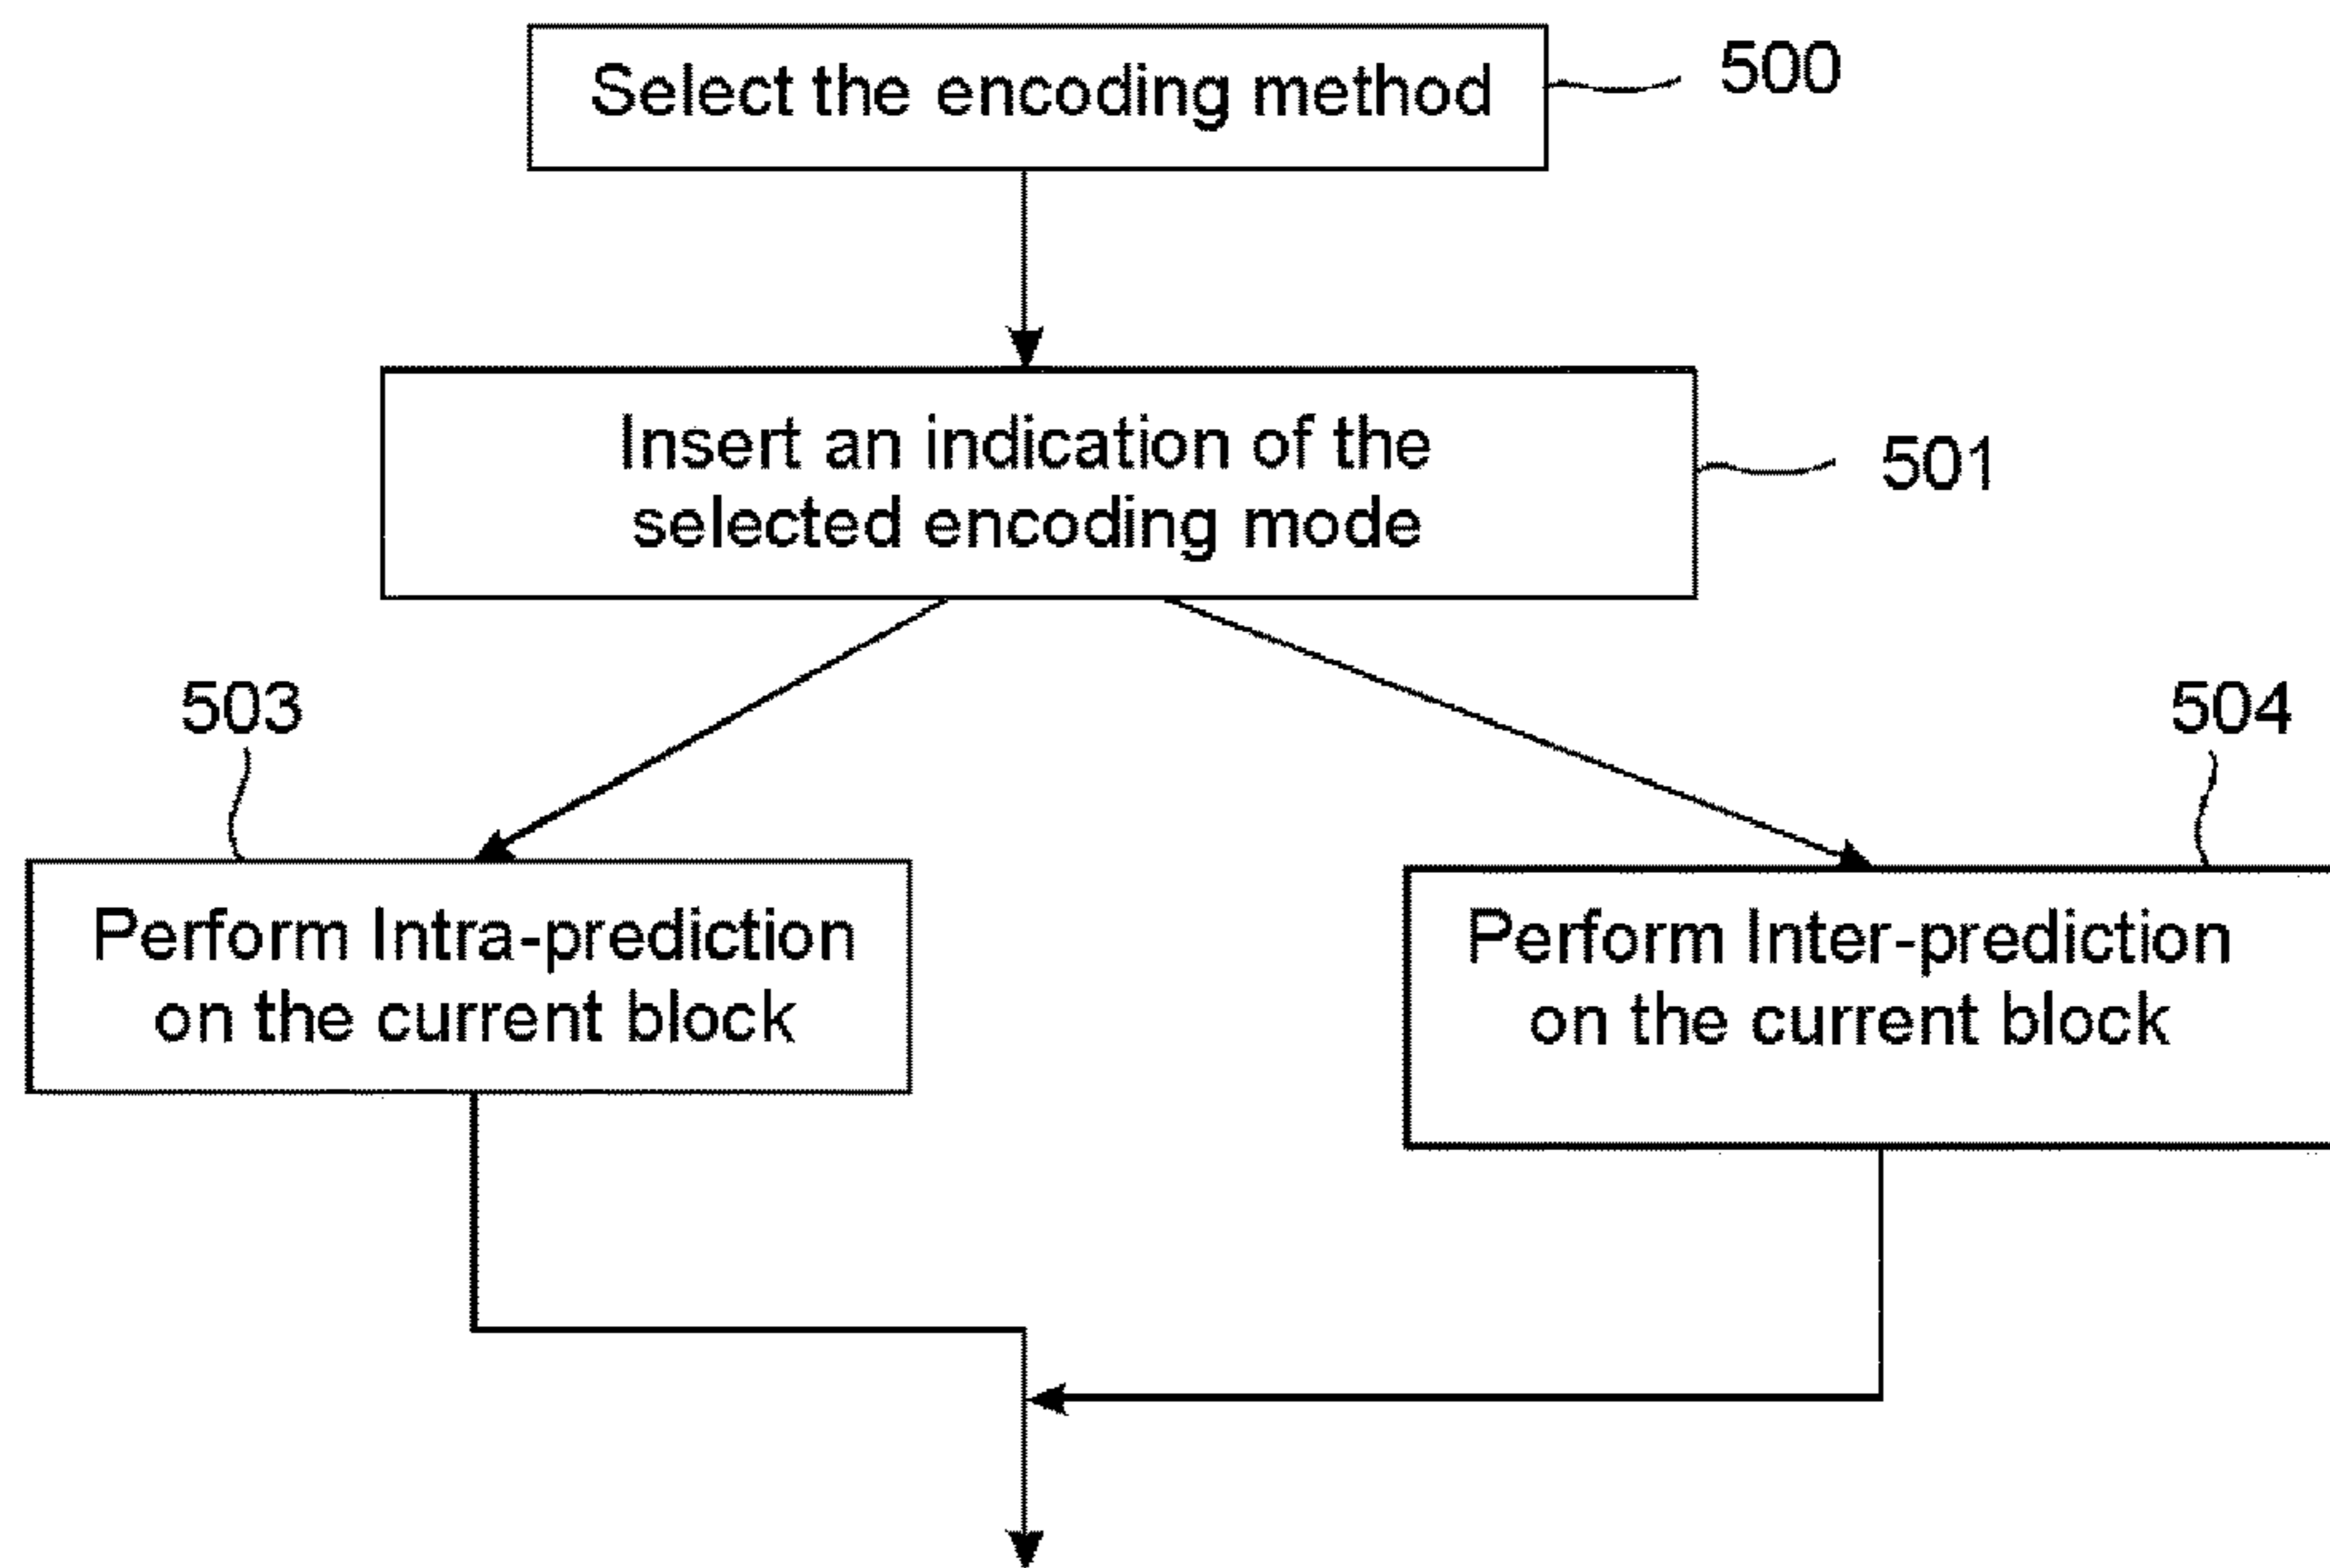 Select the encoding method
500
Insert an indication of the
selected encoding mode
501
503
504
Perform Intra-prediction
on the current block
Perform Inter-prediction
on the current block